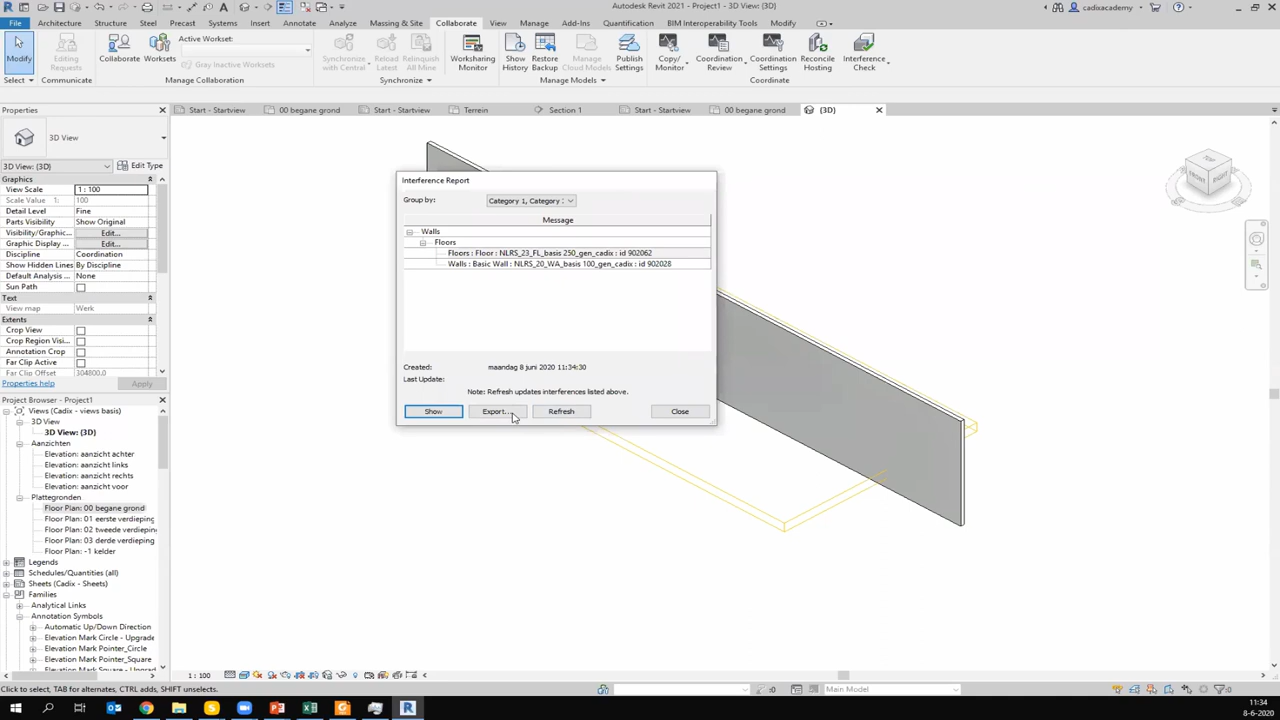 Autodesk Revit 2021 - Project1 - 3D View: {3D}
cadixacademy
File Architecture Structure Steel Precast Systems Insert Annotate Analyze Massing & Site Collaborate View Manage Add-Ins Quantification BIM Interoperability Tools Modify
Modify
Select
Editing Requests
Communicate
Collaborate
Worksets
Active Workset:
Gray Inactive Worksets
Manage Collaboration
Synchronize with Central
Reload Latest
Relinquish All Mine
Synchronize
Worksharing Monitor
Show History
Restore Backup
Manage Cloud Models
Publish Settings
Manage Models
Copy/ Monitor
Coordination Review
Coordination Settings
Reconcile Hosting
Interference Check
Coordinate
Properties
Start - Startview
00 begane grond
Start - Startview
Terrein
Section 1
Start - Startview
00 begane grond
{3D}
3D View
3D View: {3D}
Edit Type
Graphics
View Scale 1 : 100
Scale Value 1: 100
Detail Level Fine
Parts Visibility Show Original
Visibility/Graphic... Edit...
Graphic Display ... Edit...
Discipline Coordination
Show Hidden Lines By Discipline
Default Analysis ... None
Sun Path
Text
View map Werk
Extents
Crop View
Crop Region Visi...
Annotation Crop
Far Clip Active
Far Clip Offset 304800.0
Properties help
Apply
Project Browser - Project1
Views (Cadix - views basis)
3D View
3D View: {3D}
Aanzichten
Elevation: aanzicht achter
Elevation: aanzicht links
Elevation: aanzicht rechts
Elevation: aanzicht voor
Plattegronden
Floor Plan: 00 begane grond
Floor Plan: 01 eerste verdieping
Floor Plan: 02 tweede verdieping
Floor Plan: 03 derde verdieping
Floor Plan: -1 kelder
Legends
Schedules/Quantities (all)
Sheets (Cadix - Sheets)
Families
Analytical Links
Annotation Symbols
Automatic Up/Down Direction
Elevation Mark Circle - Upgrade
Elevation Mark Pointer_Circle
Elevation Mark Pointer_Square
Elevation Mark Square - Upgrad
Interference Report
Group by: Category 1, Category
Message
Walls
Floors
Floors : Floor : NLRS_23_FL_basis 250_gen_cadix : id 902062
Walls : Basic Wall : NLRS_20_WA_basis 100_gen_cadix : id 902028
Created: maandag 8 juni 2020 11:34:30
Last Update:
Note: Refresh updates interferences listed above.
Show
Export...
Refresh
Close
TOP
FRONT
RIGHT
1 : 100
Click to select, TAB for alternates, CTRL adds, SHIFT unselects.
:0
Main Model
:0
11:34
8-6-2020